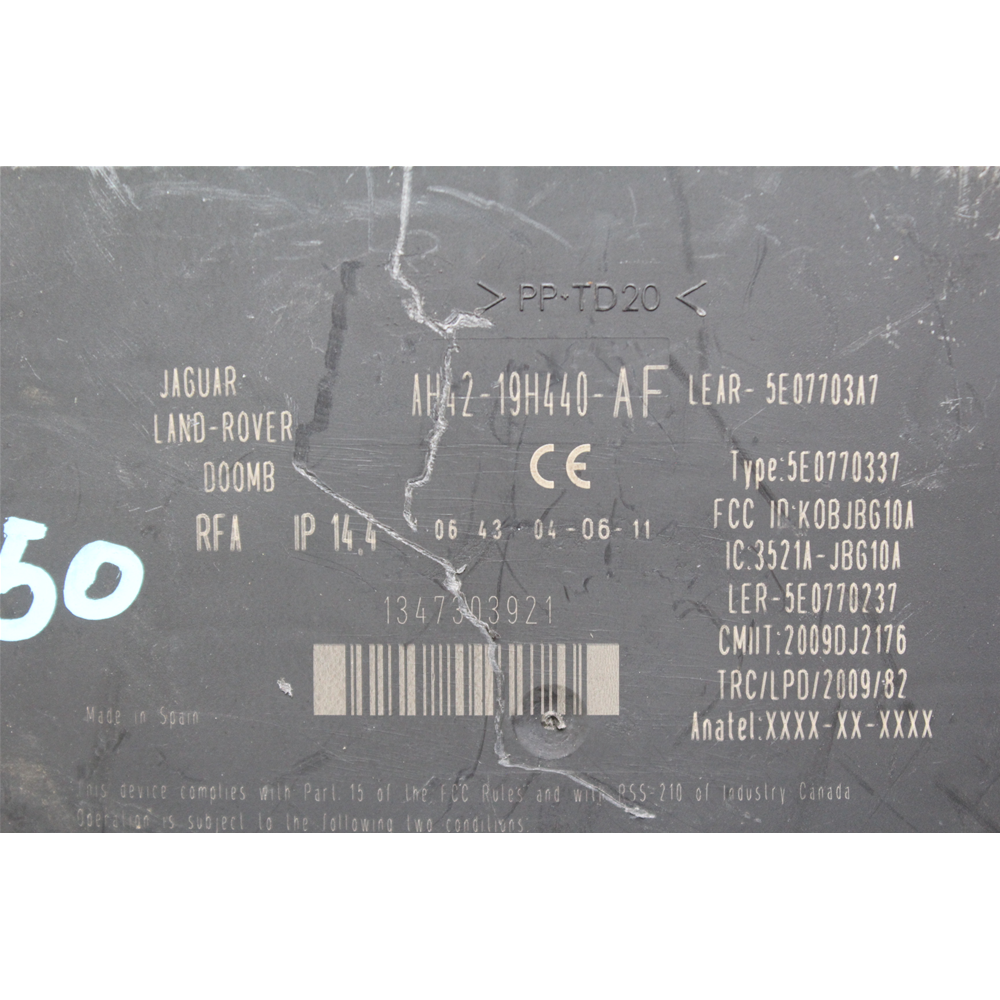 >PP-TD20<
JAGUAR
LAND-ROVER
DOOMB
RFA IP 14.4
AH42-19H440-AF
CE
06 43 04-06-11
1347303921
LEAR- 5E07703A7
Type:5E0770337
FCC ID:KOBJBG10A
IC:3521A-JBG10A
LER-5E0770237
CMIIT:2009DJ2176
TRC/LPD/2009/82
Anatel:XXXX-XX-XXXX
50
Made in Spain
This device complies with Part. 15 of the FCC Rules and with RSS-210 of Industry Canada
Operation is subject to the following two conditions: